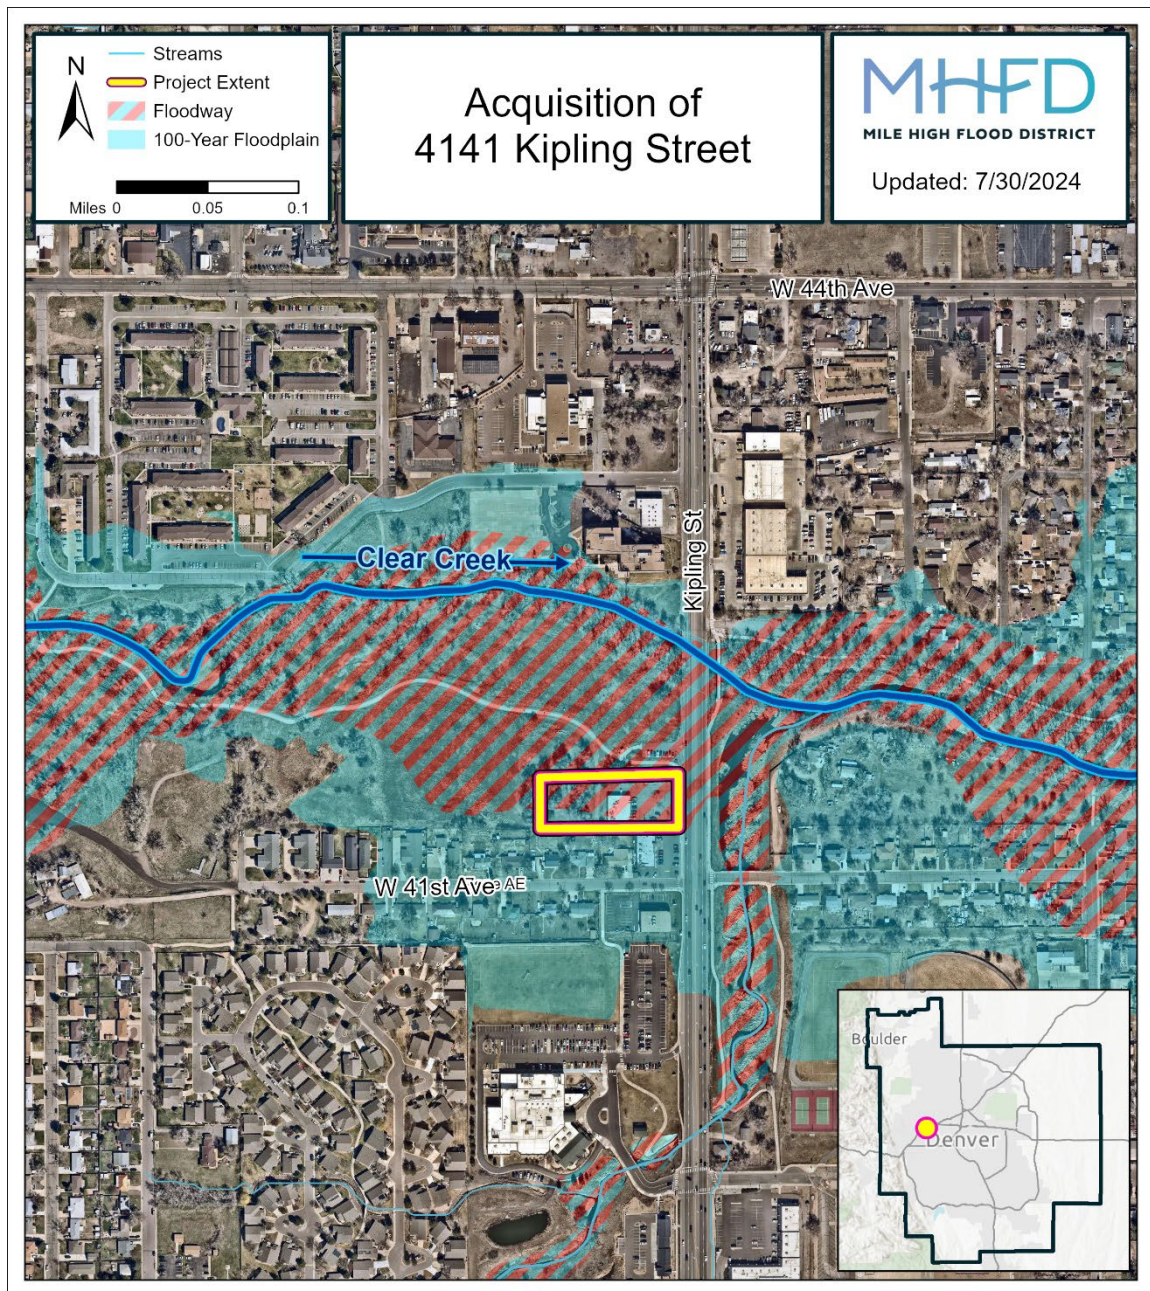 N
Streams
Project Extent
Floodway
100-Year Floodplain
Miles 0 0.05 0.1
Acquisition of
4141 Kipling Street
MHFD
MILE HIGH FLOOD DISTRICT
Updated: 7/30/2024
W 44th Ave
Kipling St
Clear Creek
W 41st Ave
AE
Boulder
Denver